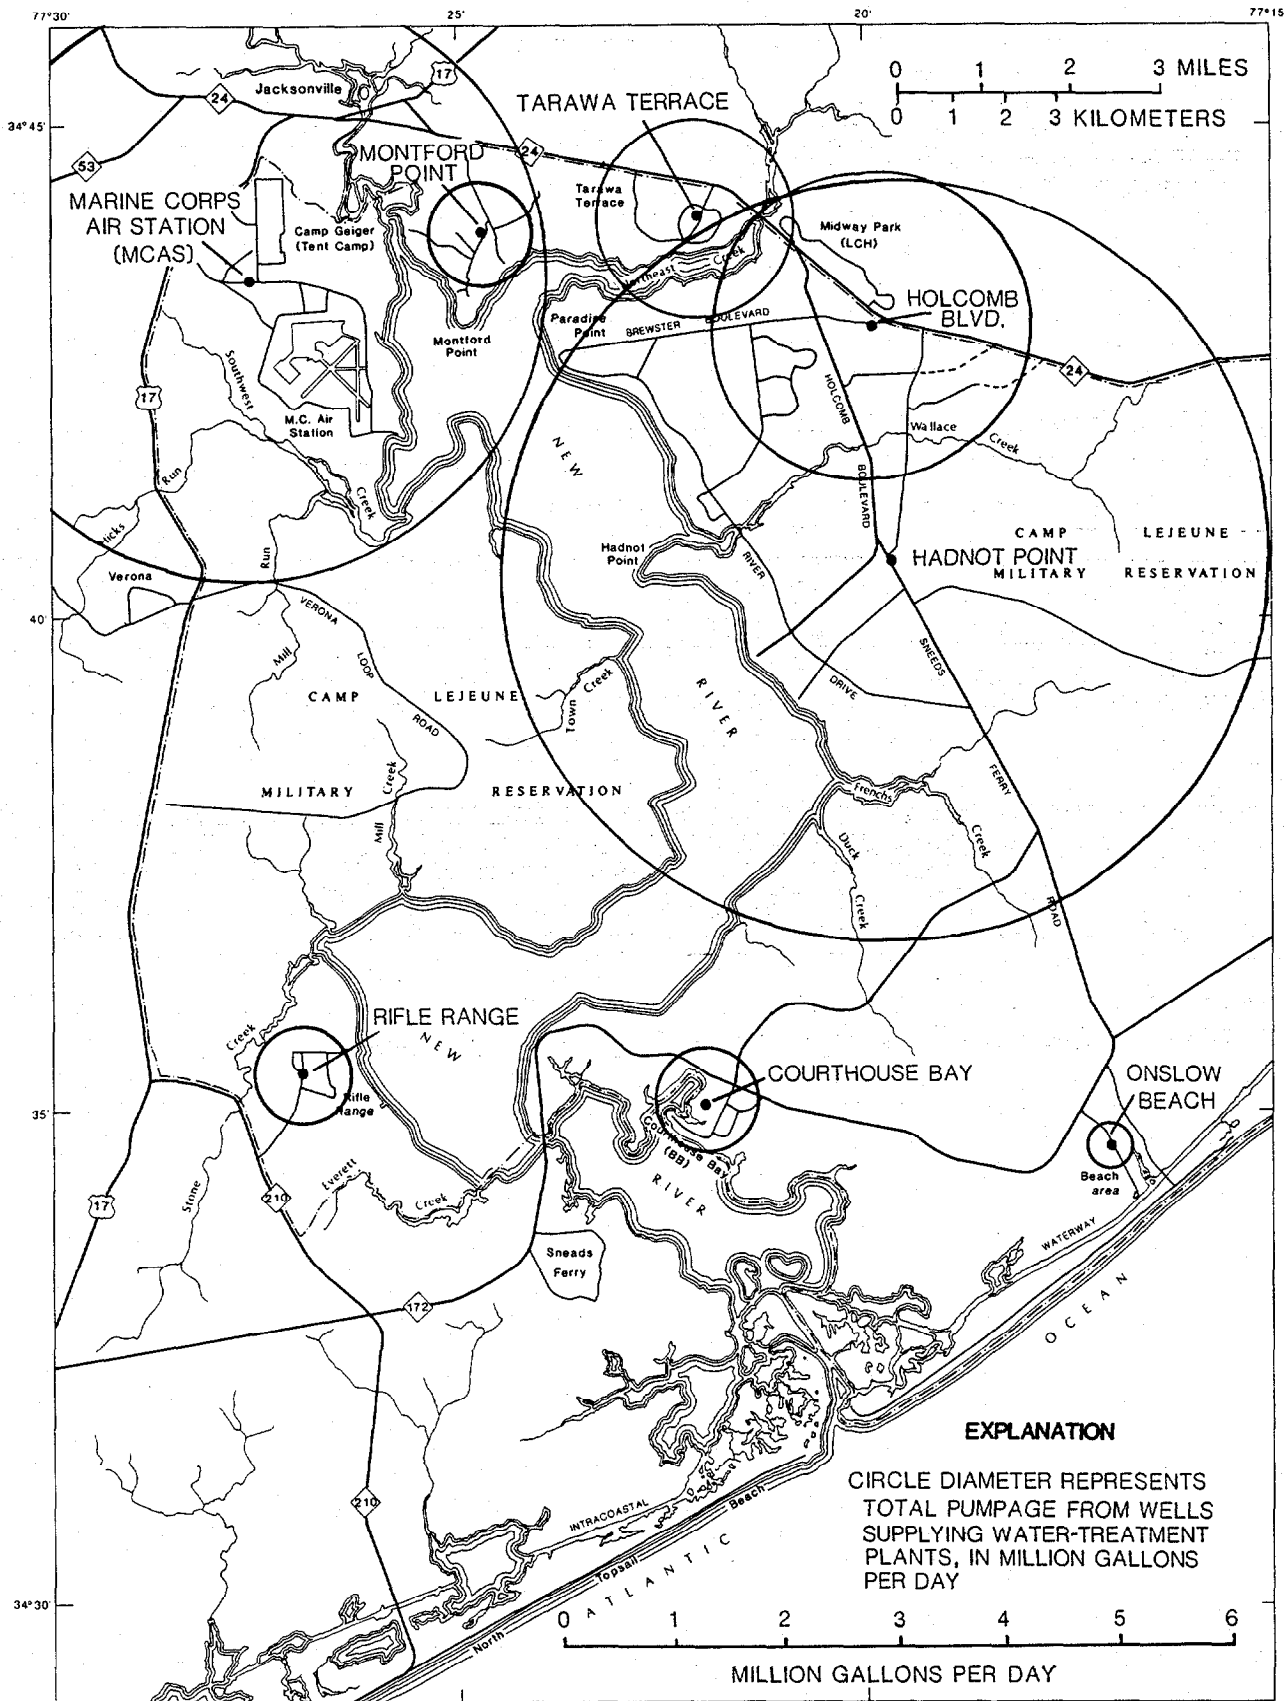 77°30'
25'
20'
77°15'
0 1 2 3 MILES
0 1 2 3 KILOMETERS
17
Jacksonville
24
TARAWA TERRACE
34°45'
53
MONTFORD
POINT
24
MARINE CORPS
AIR STATION
(MCAS)
Tarawa
Terrace
Camp Geiger
(Tent Camp)
Midway Park
(LCH)
Northeast Creek
HOLCOMB
BLVD.
Paradise
Point
BREWSTER BOULEVARD
Montford
Point
Southwest
Creek
17
24
M.C. Air
Station
HOLCOMB
BOULEVARD
Wallace Creek
NEW
Run
CAMP LEJEUNE
MILITARY RESERVATION
Hadnot
Point
HADNOT POINT
RIVER
DRIVE
Verona
Run
Mill
VERONA
LOOP
ROAD
40'
SNEEDS
FERRY
ROAD
CAMP LEJEUNE
Town Creek
RIVER
MILITARY RESERVATION
Mill Creek
Frenchs
Creek
Duck
Creek
RIFLE RANGE
NEW
Creek
COURTHOUSE BAY
ONSLOW
BEACH
35'
Rifle
Range
Courthouse Bay
(BB)
Beach
area
Everett
Creek
RIVER
Stone
17
210
WATERWAY
Sneads
Ferry
172
OCEAN
EXPLANATION
CIRCLE DIAMETER REPRESENTS
TOTAL PUMPAGE FROM WELLS
SUPPLYING WATER-TREATMENT
PLANTS, IN MILLION GALLONS
PER DAY
210
INTRACOASTAL
North Topsail Beach
ATLANTIC
34°30'
0 1 2 3 4 5 6
MILLION GALLONS PER DAY